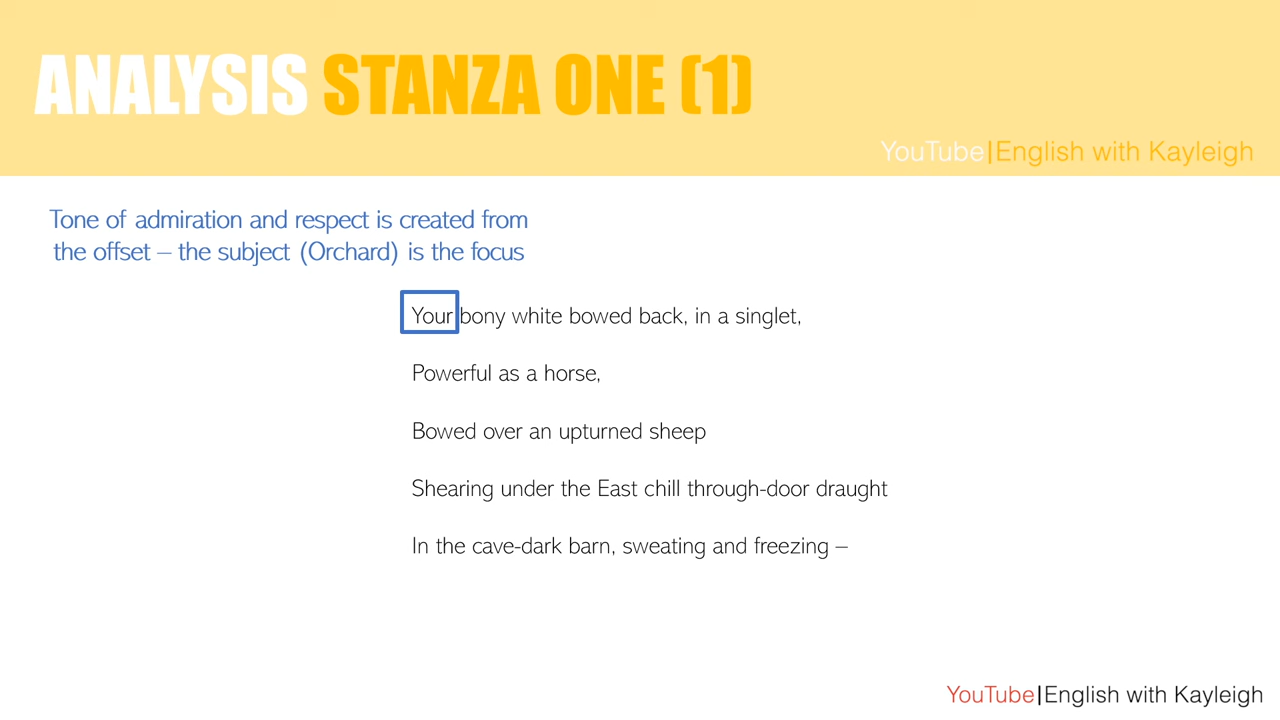 ANALYSIS STANZA ONE (1)
YouTube|English with Kayleigh
Tone of admiration and respect is created from
the offset – the subject (Orchard) is the focus
Your bony white bowed back, in a singlet,
Powerful as a horse,
Bowed over an upturned sheep
Shearing under the East chill through-door draught
In the cave-dark barn, sweating and freezing –
YouTube|English with Kayleigh